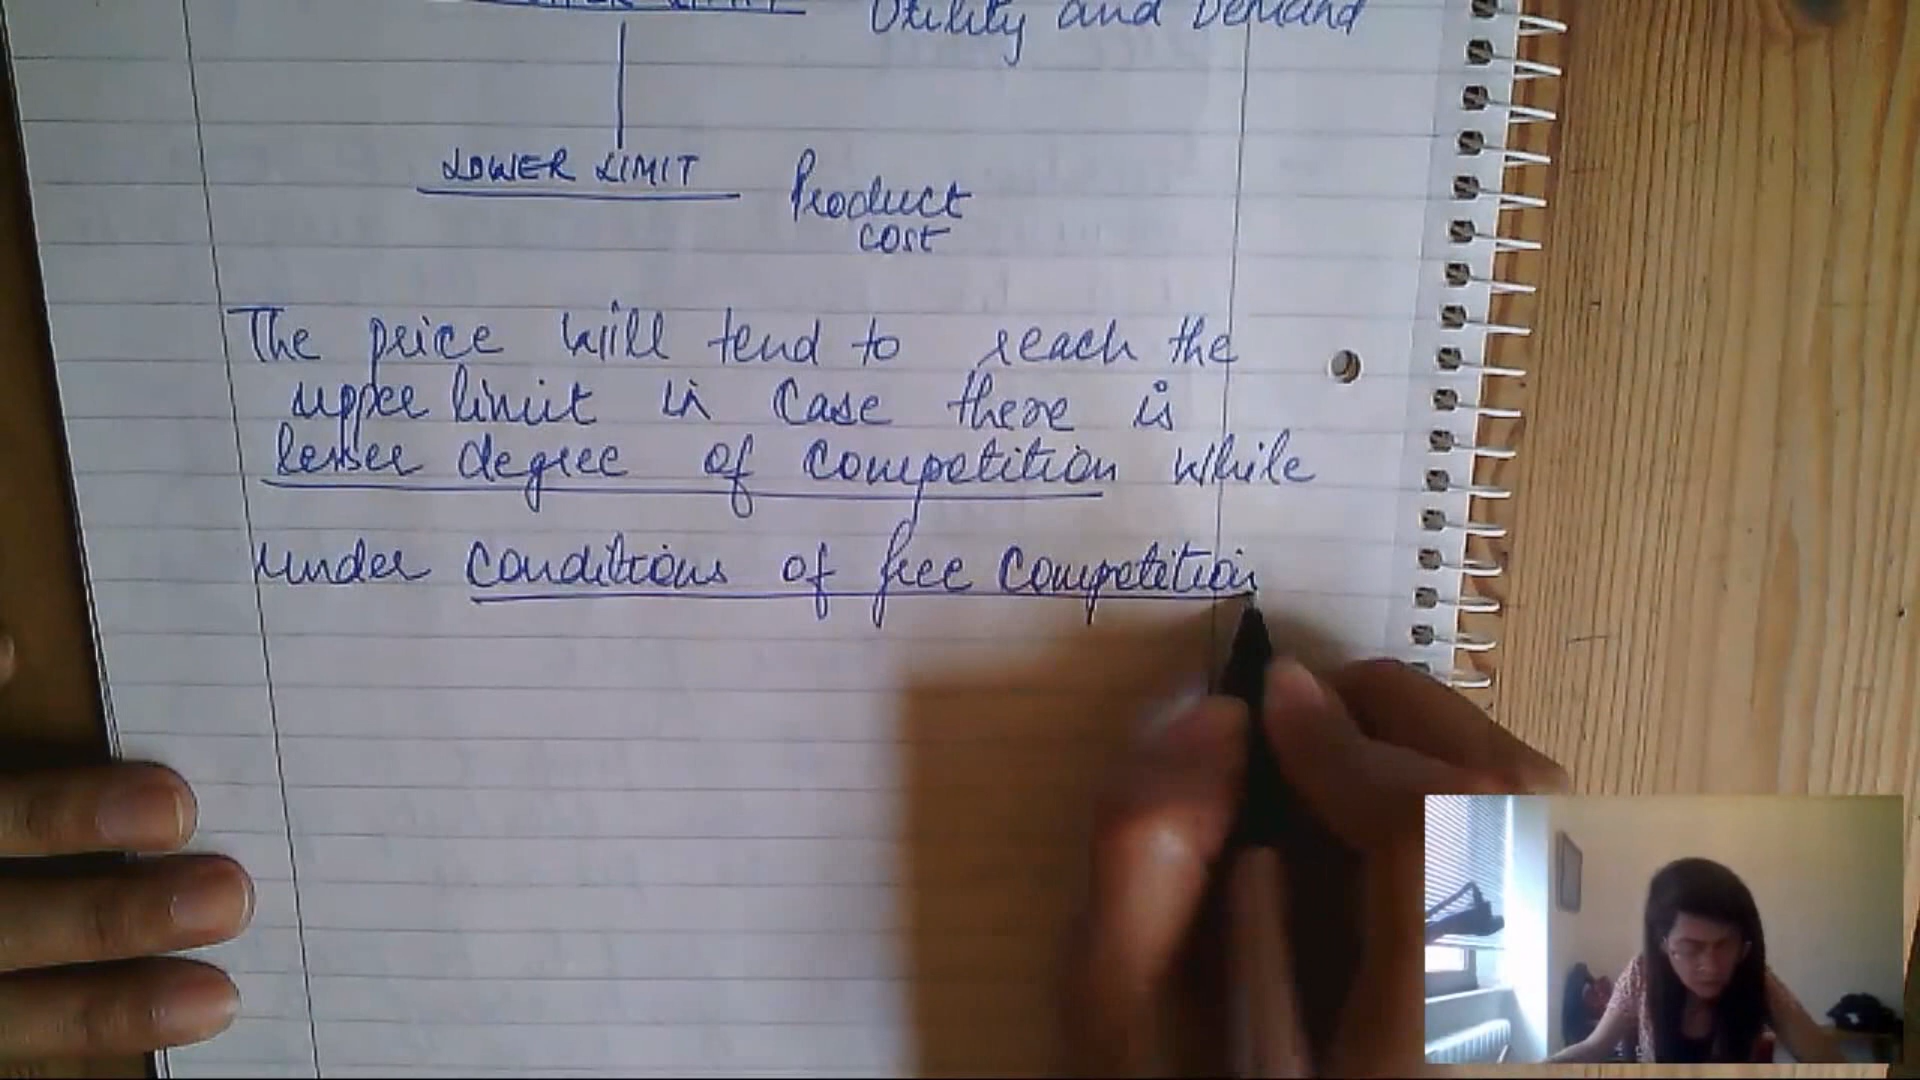 Utility and Demand
LOWER LIMIT Product
cost
The price will tend to reach the
upper limit in case there is
lesser degree of competition while
under conditions of free competition